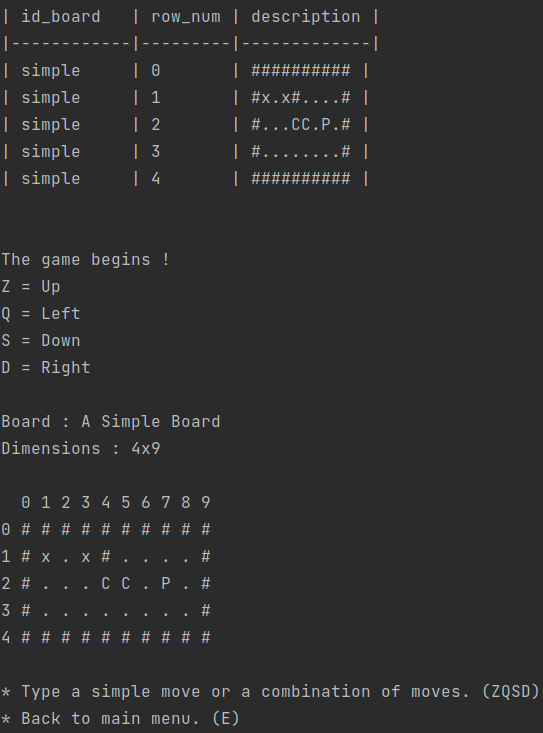 | id_board   | row_num | description |
|------------|---------|-------------|
| simple     | 0       | ########## |
| simple     | 1       | #x.x#....# |
| simple     | 2       | #...CC.P.# |
| simple     | 3       | #........# |
| simple     | 4       | ########## |
The game begins !
Z = Up
Q = Left
S = Down
D = Right
Board : A Simple Board
Dimensions : 4x9
  0 1 2 3 4 5 6 7 8 9
0 # # # # # # # # # #
1 # x . x # . . . . #
2 # . . . C C . P . #
3 # . . . . . . . . #
4 # # # # # # # # # #
* Type a simple move or a combination of moves. (ZQSD)
* Back to main menu. (E)